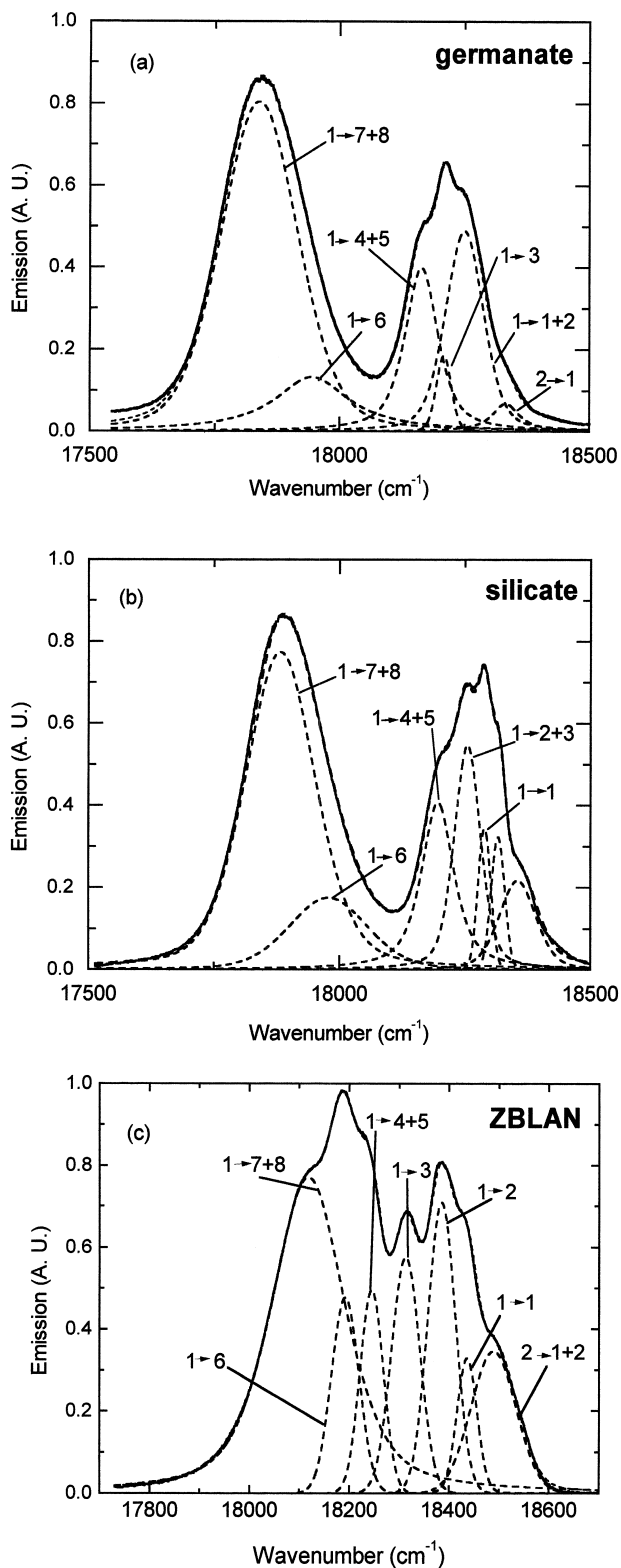 1.0
(a)
germanate
0.8
1→7+8
0.6
1→ 4+5
1→3
0.4
1→6
1→1+2
0.2
2→1
0.0
17500 18000 18500
Emission (A. U.)
Wavenumber (cm⁻¹)
1.0
(b)
silicate
0.8
1→7+8
1→4+5
1→2+3
0.6
1→1
0.4
1→6
0.2
0.0
17500 18000 18500
Emission (A. U.)
Wavenumber (cm⁻¹)
1.0
(c)
ZBLAN
1→4+5
1→7+8
1→3
0.8
1→2
0.6
1→1
0.4
1→6
2→1+2
0.2
0.0
17800 18000 18200 18400 18600
Emission (A. U.)
Wavenumber (cm⁻¹)